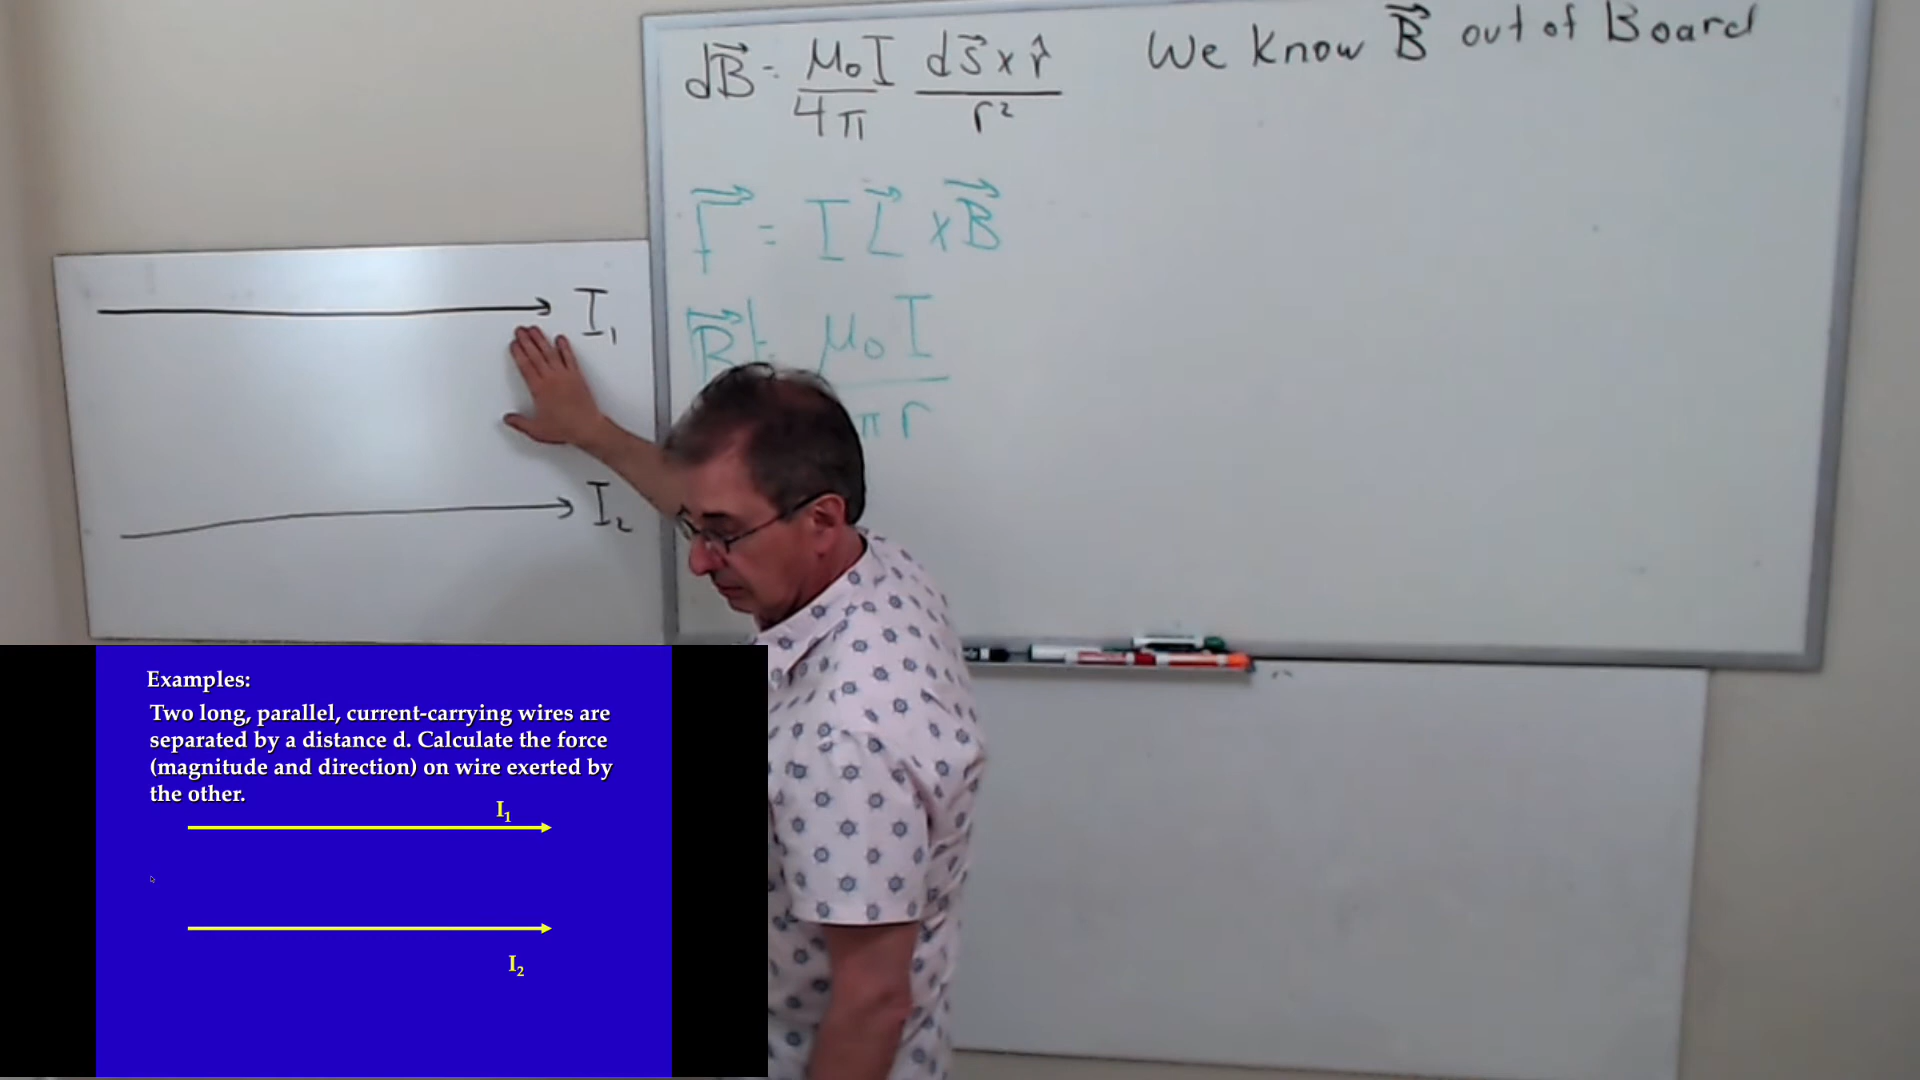 dB⃗ = μ₀I / 4π ds⃗ x r̂ / r²
We know B⃗ out of Board
F⃗ = I L⃗ x B⃗
|B⃗| = μ₀ I
π r
I₁
I₂
Examples:
Two long, parallel, current-carrying wires are
separated by a distance d. Calculate the force
(magnitude and direction) on wire exerted by
the other.
I₁
I₂